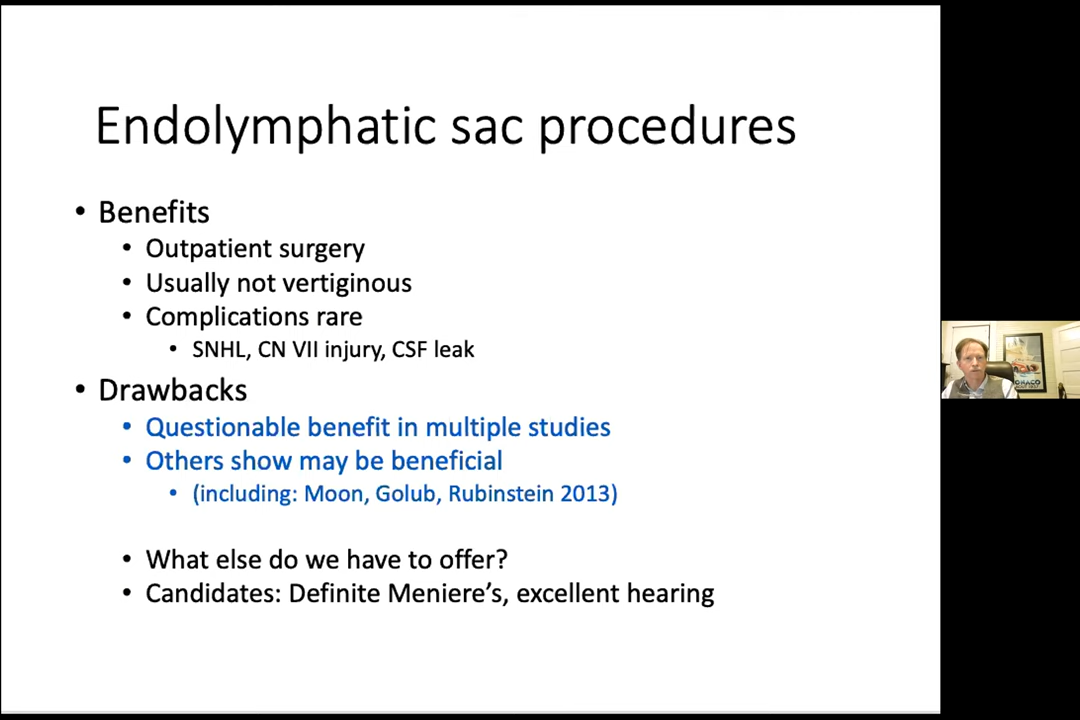 Endolymphatic sac procedures
• Benefits
• Outpatient surgery
• Usually not vertiginous
• Complications rare
• SNHL, CN VII injury, CSF leak
• Drawbacks
• Questionable benefit in multiple studies
• Others show may be beneficial
• (including: Moon, Golub, Rubinstein 2013)
• What else do we have to offer?
• Candidates: Definite Meniere’s, excellent hearing